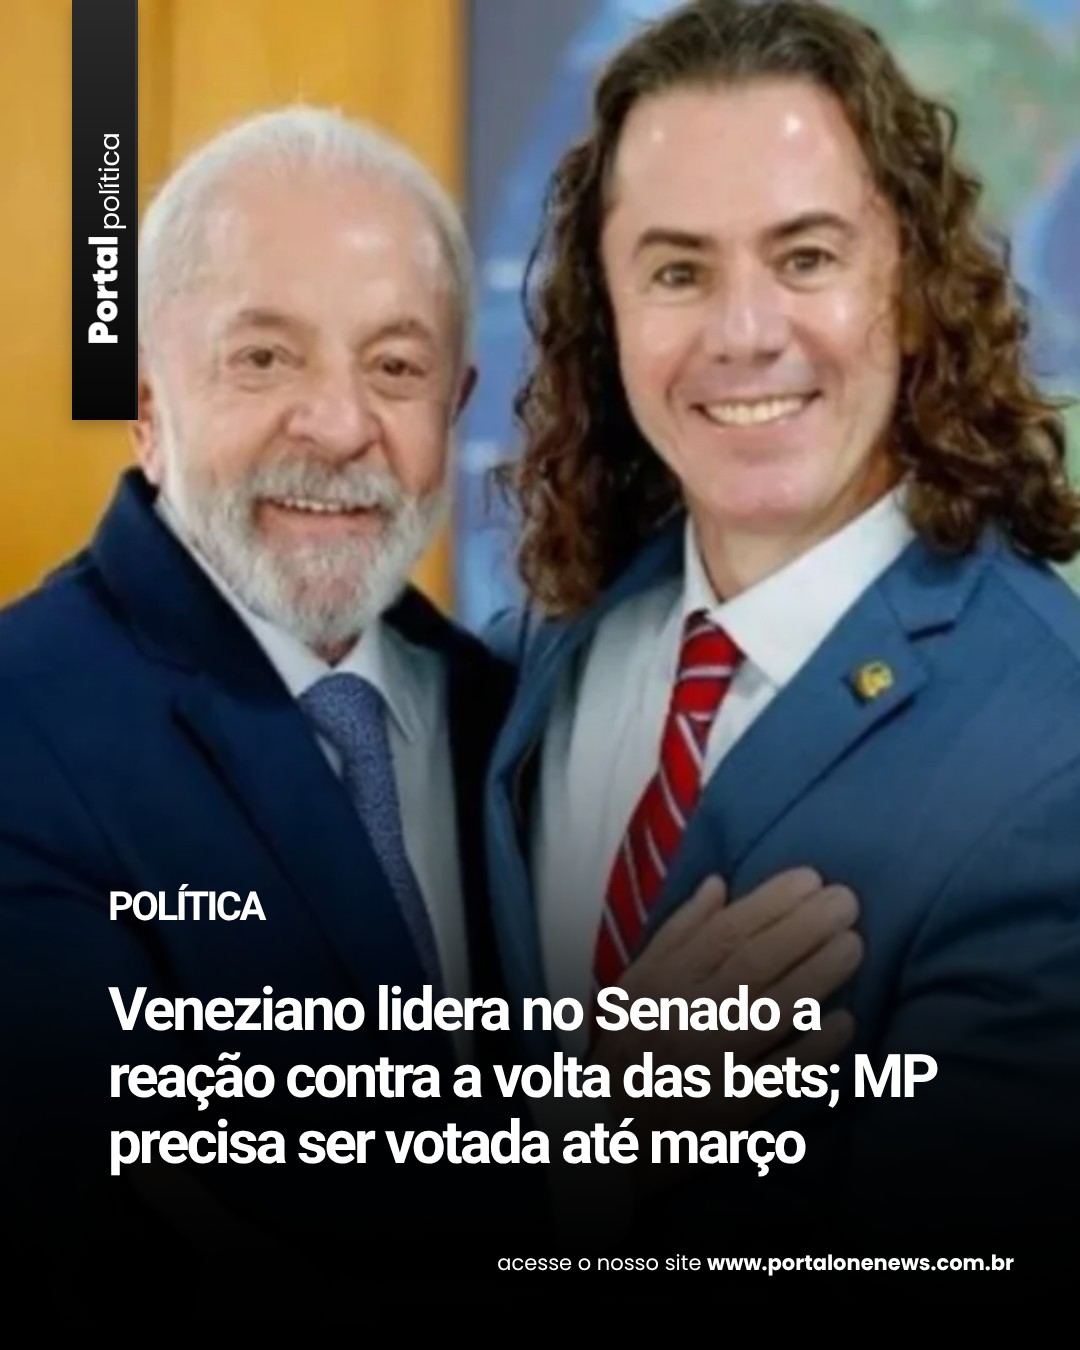 Portal política
POLÍTICA
Veneziano lidera no Senado a
reação contra a volta das bets; MP
precisa ser votada até março
acesse o nosso site www.portalonenews.com.br